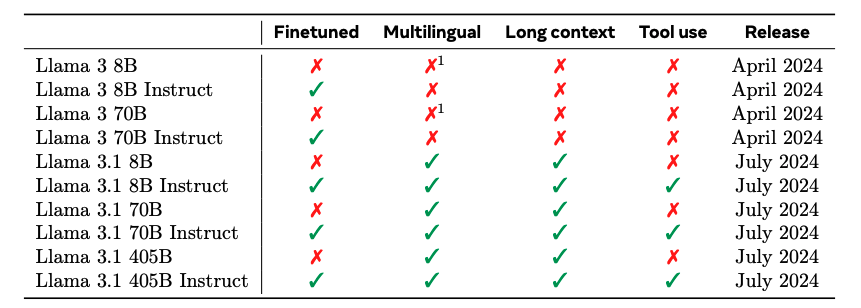 Finetuned Multilingual Long context Tool use Release
Llama 3 8B ✗ ✗¹ ✗ ✗ April 2024
Llama 3 8B Instruct ✓ ✗ ✗ ✗ April 2024
Llama 3 70B ✗ ✗¹ ✗ ✗ April 2024
Llama 3 70B Instruct ✓ ✗ ✗ ✗ April 2024
Llama 3.1 8B ✗ ✓ ✓ ✗ July 2024
Llama 3.1 8B Instruct ✓ ✓ ✓ ✓ July 2024
Llama 3.1 70B ✗ ✓ ✓ ✗ July 2024
Llama 3.1 70B Instruct ✓ ✓ ✓ ✓ July 2024
Llama 3.1 405B ✗ ✓ ✓ ✗ July 2024
Llama 3.1 405B Instruct ✓ ✓ ✓ ✓ July 2024